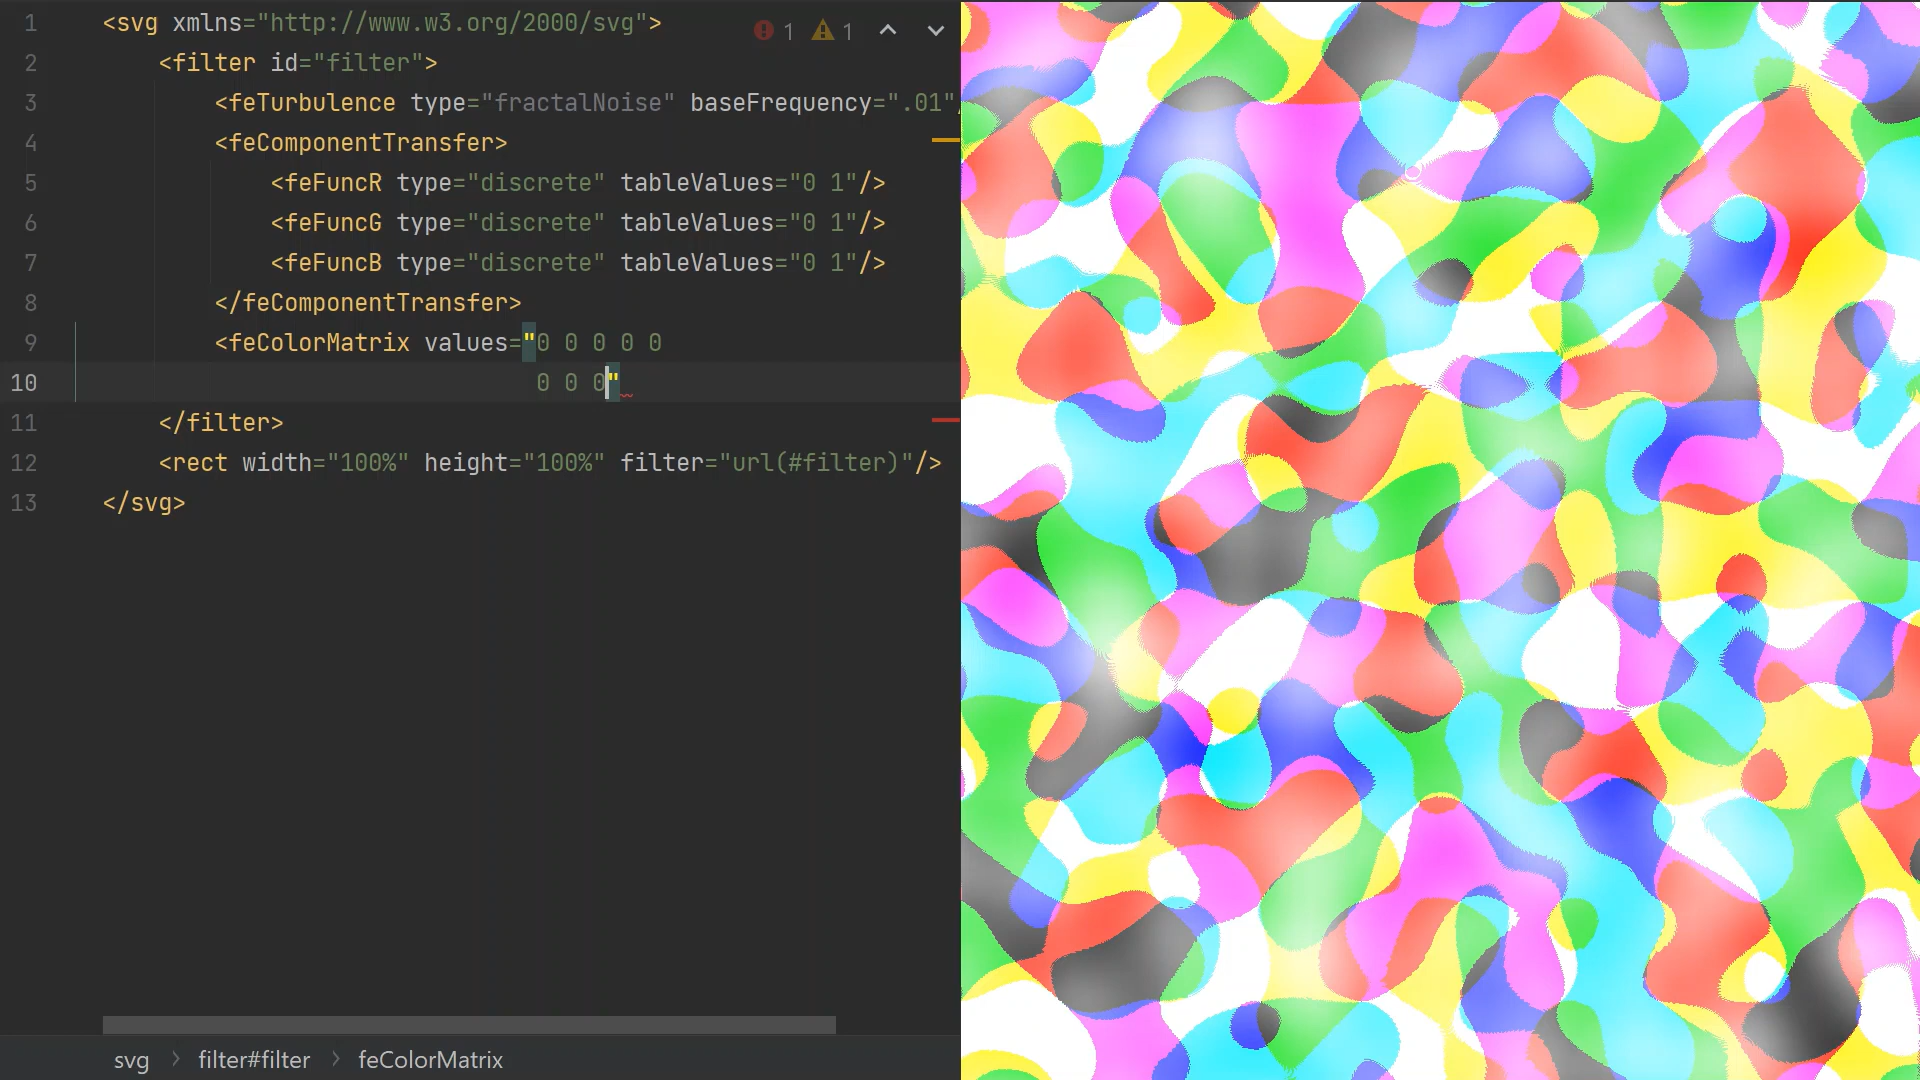 1 <svg xmlns="http://www.w3.org/2000/svg">
1 1
2 <filter id="filter">
3 <feTurbulence type="fractalNoise" baseFrequency=".01"
4 <feComponentTransfer>
5 <feFuncR type="discrete" tableValues="0 1"/>
6 <feFuncG type="discrete" tableValues="0 1"/>
7 <feFuncB type="discrete" tableValues="0 1"/>
8 </feComponentTransfer>
9 <feColorMatrix values="0 0 0 0 0
10 0 0 0"
11 </filter>
12 <rect width="100%" height="100%" filter="url(#filter)"/>
13 </svg>
svg > filter#filter > feColorMatrix